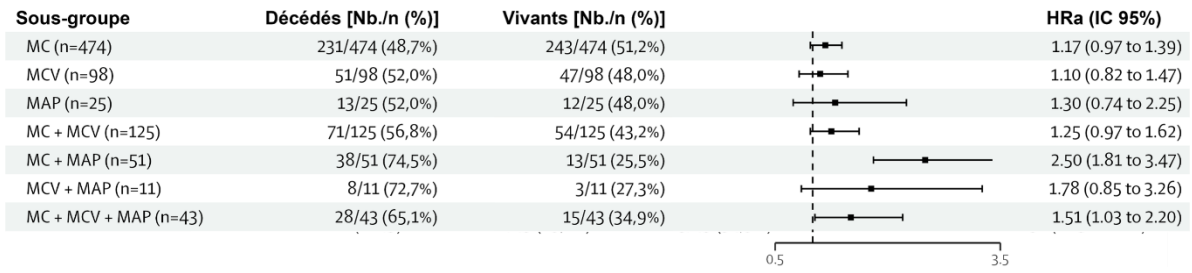 Sous-groupe Décédés [Nb./n (%)] Vivants [Nb./n (%)] HRa (IC 95%)
MC (n=474) 231/474 (48,7%) 243/474 (51,2%) 1.17 (0.97 to 1.39)
MCV (n=98) 51/98 (52,0%) 47/98 (48,0%) 1.10 (0.82 to 1.47)
MAP (n=25) 13/25 (52,0%) 12/25 (48,0%) 1.30 (0.74 to 2.25)
MC + MCV (n=125) 71/125 (56,8%) 54/125 (43,2%) 1.25 (0.97 to 1.62)
MC + MAP (n=51) 38/51 (74,5%) 13/51 (25,5%) 2.50 (1.81 to 3.47)
MCV + MAP (n=11) 8/11 (72,7%) 3/11 (27,3%) 1.78 (0.85 to 3.26)
MC + MCV + MAP (n=43) 28/43 (65,1%) 15/43 (34,9%) 1.51 (1.03 to 2.20)
0.5 3.5